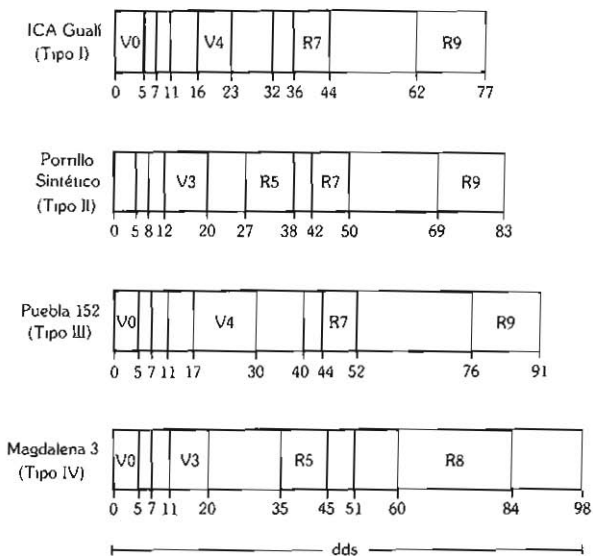 ICA Gualí
(Tipo I)
V0 V4 R7 R9
0 5 7 11 16 23 32 36 44 62 77
Porrillo
Sintético
(Tipo II)
V3 R5 R7 R9
0 5 8 12 20 27 38 42 50 69 83
Puebla 152
(Tipo III)
V0 V4 R7 R9
0 5 7 11 17 30 40 44 52 76 91
Magdalena 3
(Tipo IV)
V0 V3 R5 R8
0 5 7 11 20 35 45 51 60 84 98
dds